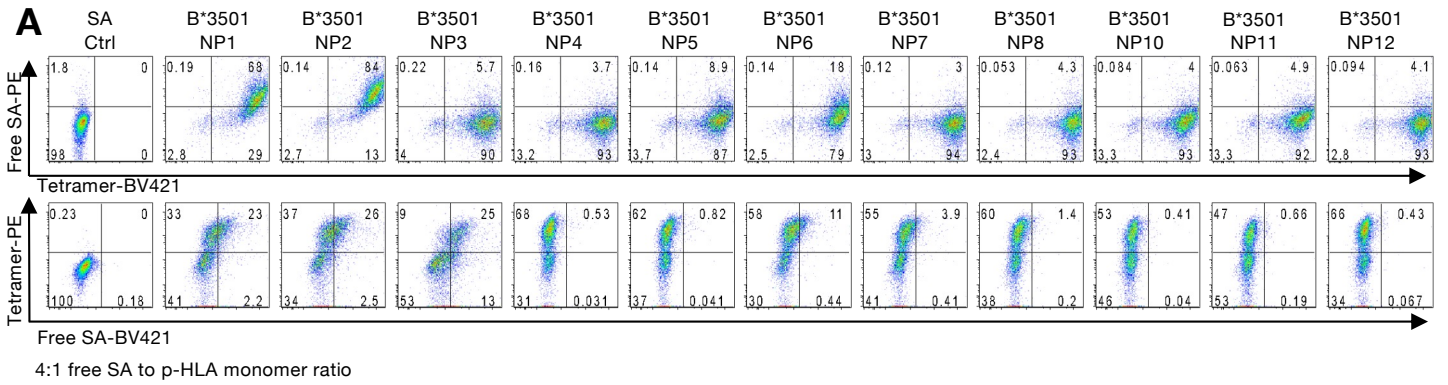 A
SA Ctrl
B*3501 NP1
B*3501 NP2
B*3501 NP3
B*3501 NP4
B*3501 NP5
B*3501 NP6
B*3501 NP7
B*3501 NP8
B*3501 NP10
B*3501 NP11
B*3501 NP12
Free SA-PE
1.8 0 0.19 68 0.14 84 0.22 5.7 0.16 3.7 0.14 8.9 0.14 18 0.12 3 0.053 4.3 0.084 4 0.063 4.9 0.094 4.1
98 0 2.8 29 2.7 13 4 90 3.2 93 3.7 87 2.5 79 3 94 2.4 93 3.3 93 3.3 92 2.8 93
Tetramer-BV421
Tetramer-PE
0.23 0 33 23 37 26 9 25 68 0.53 62 0.82 58 11 55 3.9 60 1.4 53 0.41 47 0.66 66 0.43
100 0.18 41 2.2 34 2.5 53 13 31 0.031 37 0.041 30 0.44 41 0.41 38 0.2 46 0.04 53 0.19 34 0.067
Free SA-BV421
4:1 free SA to p-HLA monomer ratio